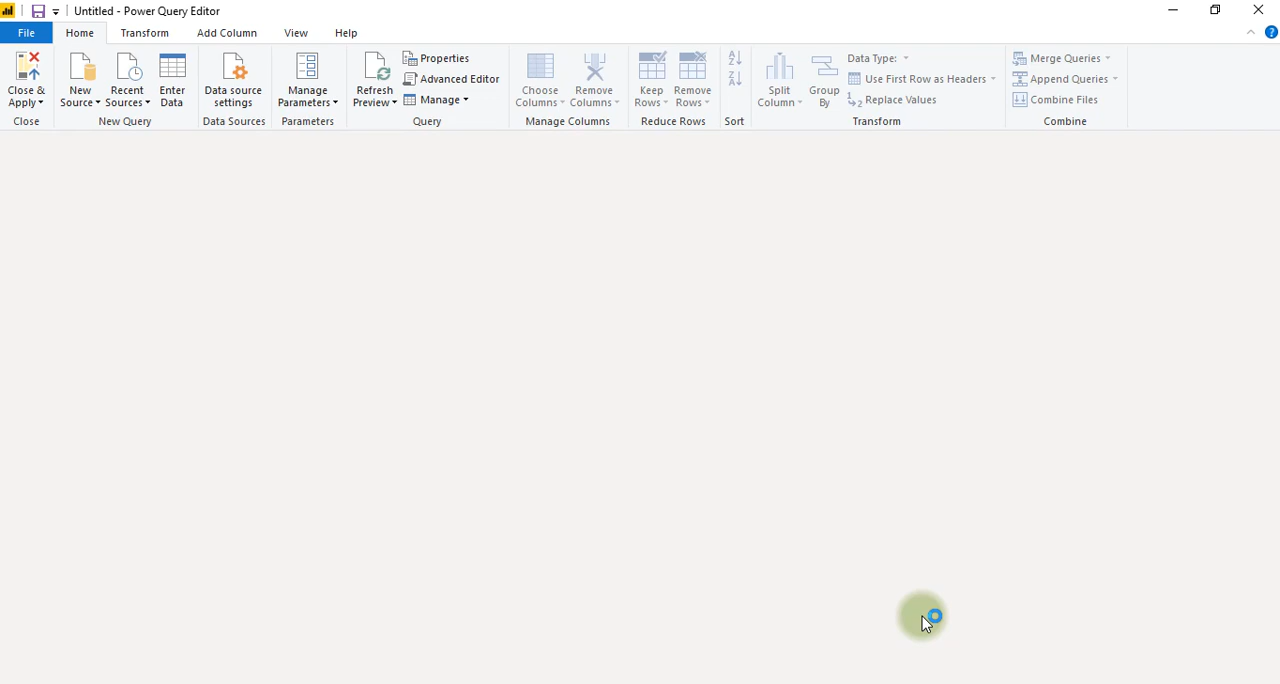 Untitled - Power Query Editor
File Home Transform Add Column View Help
Close & Apply
New Source
Recent Sources
Enter Data
Data source settings
Manage Parameters
Refresh Preview
Properties
Advanced Editor
Manage
Choose Columns
Remove Columns
Keep Rows
Remove Rows
Split Column
Group By
Data Type:
Use First Row as Headers
Replace Values
Merge Queries
Append Queries
Combine Files
Close New Query Data Sources Parameters Query Manage Columns Reduce Rows Sort Transform Combine